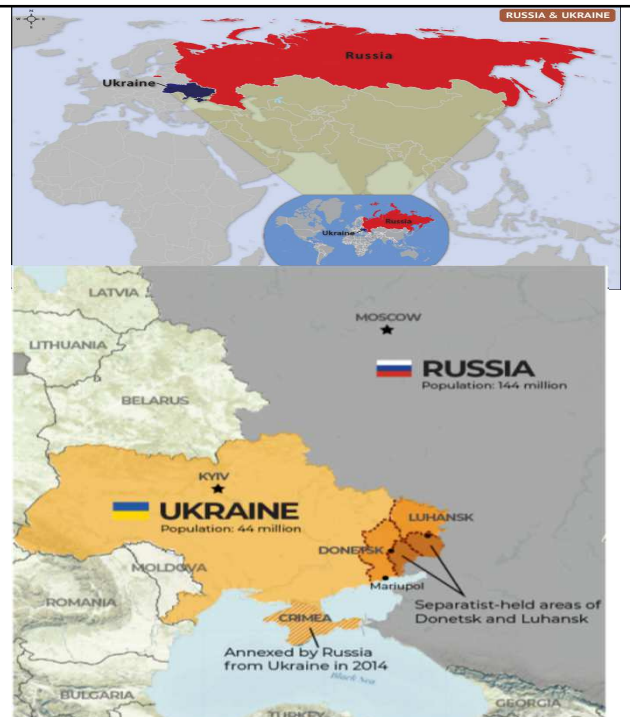 RUSSIA & UKRAINE
N
W
E
S
Russia
Ukraine
Russia
Ukraine
LATVIA
MOSCOW
LITHUANIA
RUSSIA
Population: 144 million
BELARUS
KYIV
UKRAINE
Population: 44 million
LUHANSK
DONETSK
MOLDOVA
Mariupol
ROMANIA
Separatist-held areas of
Donetsk and Luhansk
CRIMEA
Annexed by Russia
from Ukraine in 2014
Black Sea
BULGARIA
GEORGIA
TURKEY